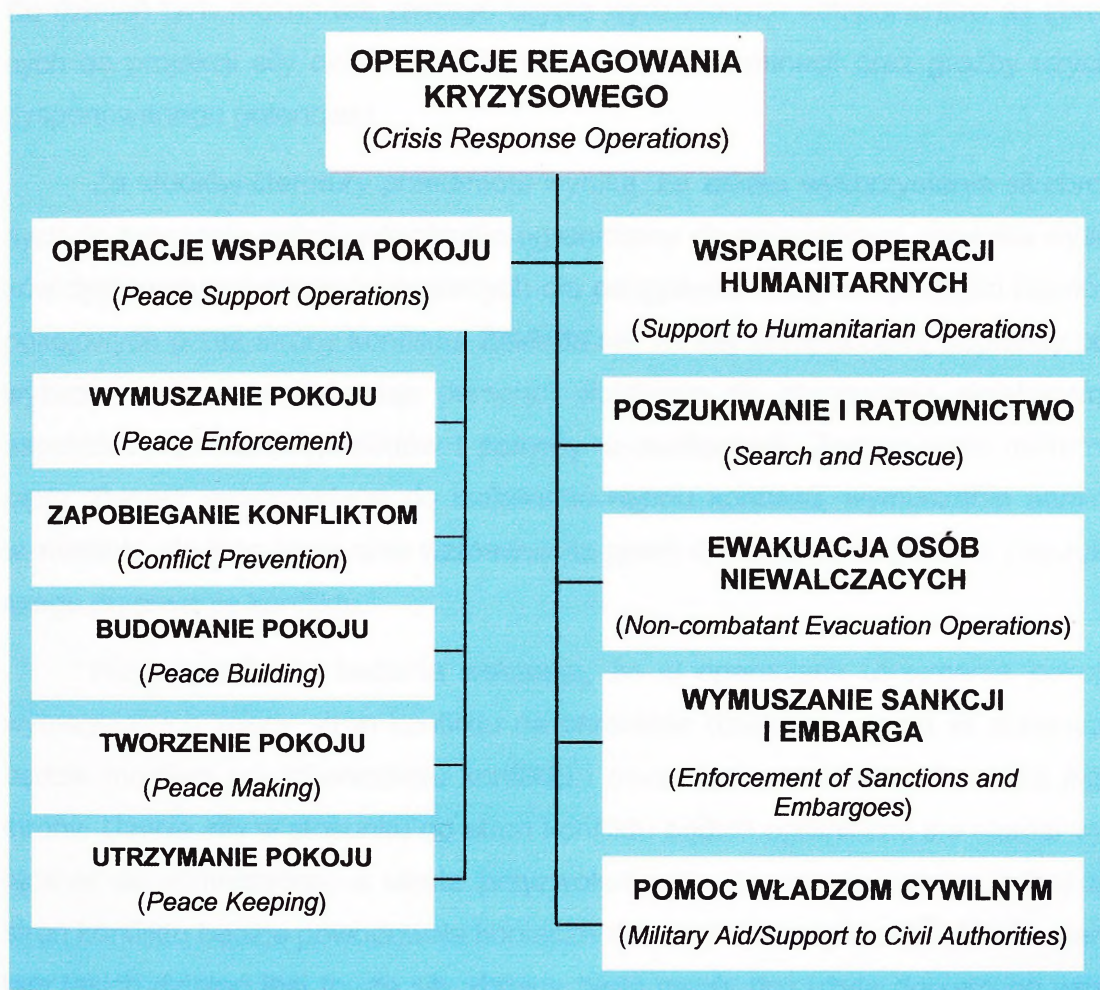 OPERACJE REAGOWANIA
KRYZYSOWEGO
(Crisis Response Operations)
OPERACJE WSPARCIA POKOJU
(Peace Support Operations)
WYMUSZANIE POKOJU
(Peace Enforcement)
ZAPOBIEGANIE KONFLIKTOM
(Conflict Prevention)
BUDOWANIE POKOJU
(Peace Building)
TWORZENIE POKOJU
(Peace Making)
UTRZYMANIE POKOJU
(Peace Keeping)
WSPARCIE OPERACJI
HUMANITARNYCH
(Support to Humanitarian Operations)
POSZUKIWANIE I RATOWNICTWO
(Search and Rescue)
EWAKUACJA OSÓB
NIEWALCZACYCH
(Non-combatant Evacuation Operations)
WYMUSZANIE SANKCJI
I EMBARGA
(Enforcement of Sanctions and
Embargoes)
POMOC WŁADZOM CYWILNYM
(Military Aid/Support to Civil Authorities)